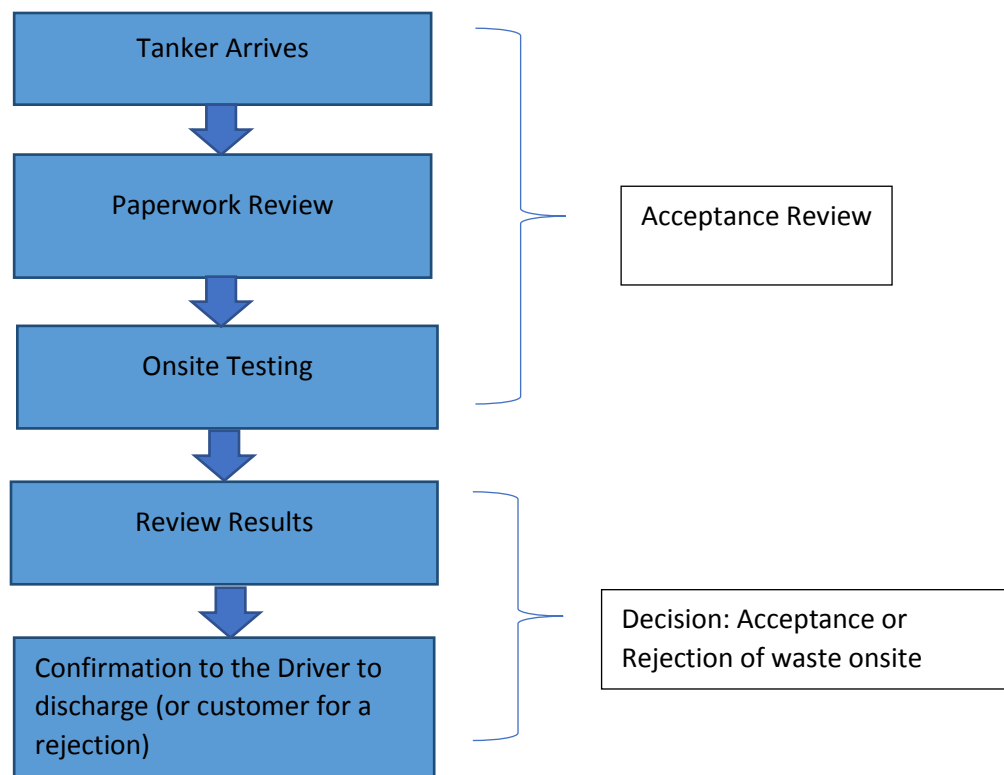 Tanker Arrives
Paperwork Review
Acceptance Review
Onsite Testing
Review Results
Confirmation to the Driver to
discharge (or customer for a
rejection)
Decision: Acceptance or
Rejection of waste onsite